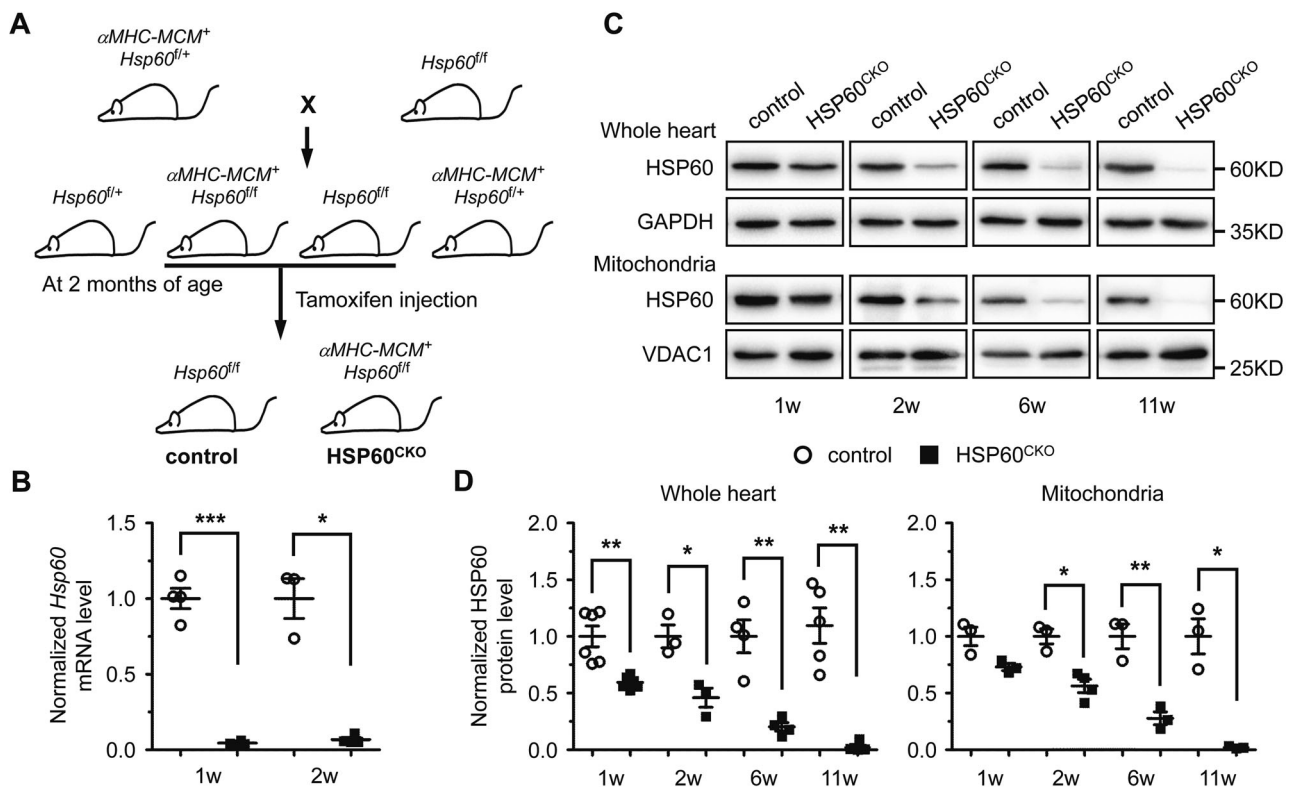 A
αMHC-MCM⁺
Hsp60f/+
Hsp60f/f
X
Hsp60f/+
αMHC-MCM⁺
Hsp60f/f
Hsp60f/f
αMHC-MCM⁺
Hsp60f/+
At 2 months of age
Tamoxifen injection
Hsp60f/f
αMHC-MCM⁺
Hsp60f/f
control
HSP60CKO
C
control HSP60CKO control HSP60CKO control HSP60CKO control HSP60CKO
Whole heart
HSP60
60KD
GAPDH
35KD
Mitochondria
HSP60
60KD
VDAC1
25KD
1w 2w 6w 11w
B
Normalized Hsp60
mRNA level
1.5
1.0
0.5
0.0
*** *
1w 2w
D
control HSP60CKO
Whole heart
Normalized HSP60
protein level
2.0
1.5
1.0
0.5
0.0
** * ** **
1w 2w 6w 11w
Mitochondria
2.0
1.5
1.0
0.5
0.0
* ** *
1w 2w 6w 11w